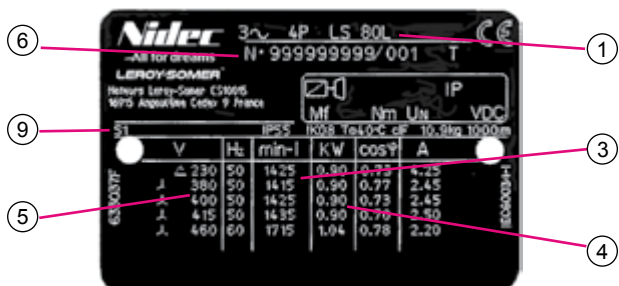 Nidec
All for dreams
LEROY-SOMER
3~ 4P LS 80L
CE
N° 999999999/001 T
Moteurs Leroy-Somer CS10015
16915 Angoulême Cedex 9 France
IP
Mf Nm UN VDC
S1 IP55 IK08 Ta40°C clF 10.9kg 1000m
V Hz min-1 KW cosφ A
△ 230 50 1425 0.90 0.73 4.25
⅄ 380 50 1415 0.90 0.77 2.45
⅄ 400 50 1425 0.90 0.73 2.45
⅄ 415 50 1435 0.90 2.50
⅄ 460 60 1715 1.04 0.78 2.20
IEC60034-1
6
1
9
3
5
4